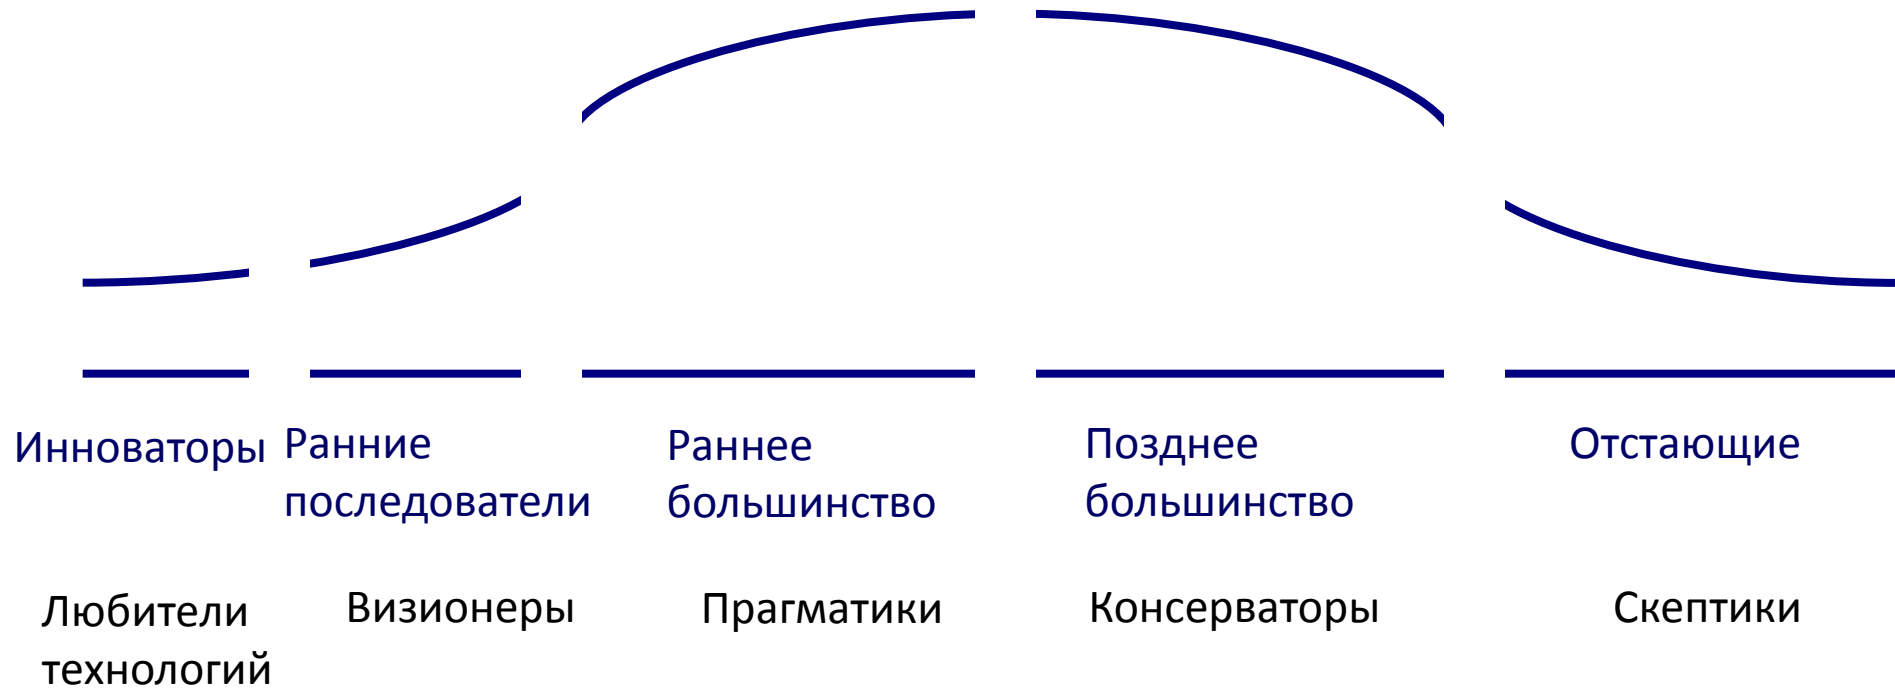 Инноваторы
Ранние
последователи
Раннее
большинство
Позднее
большинство
Отстающие
Любители
технологий
Визионеры
Прагматики
Консерваторы
Скептики